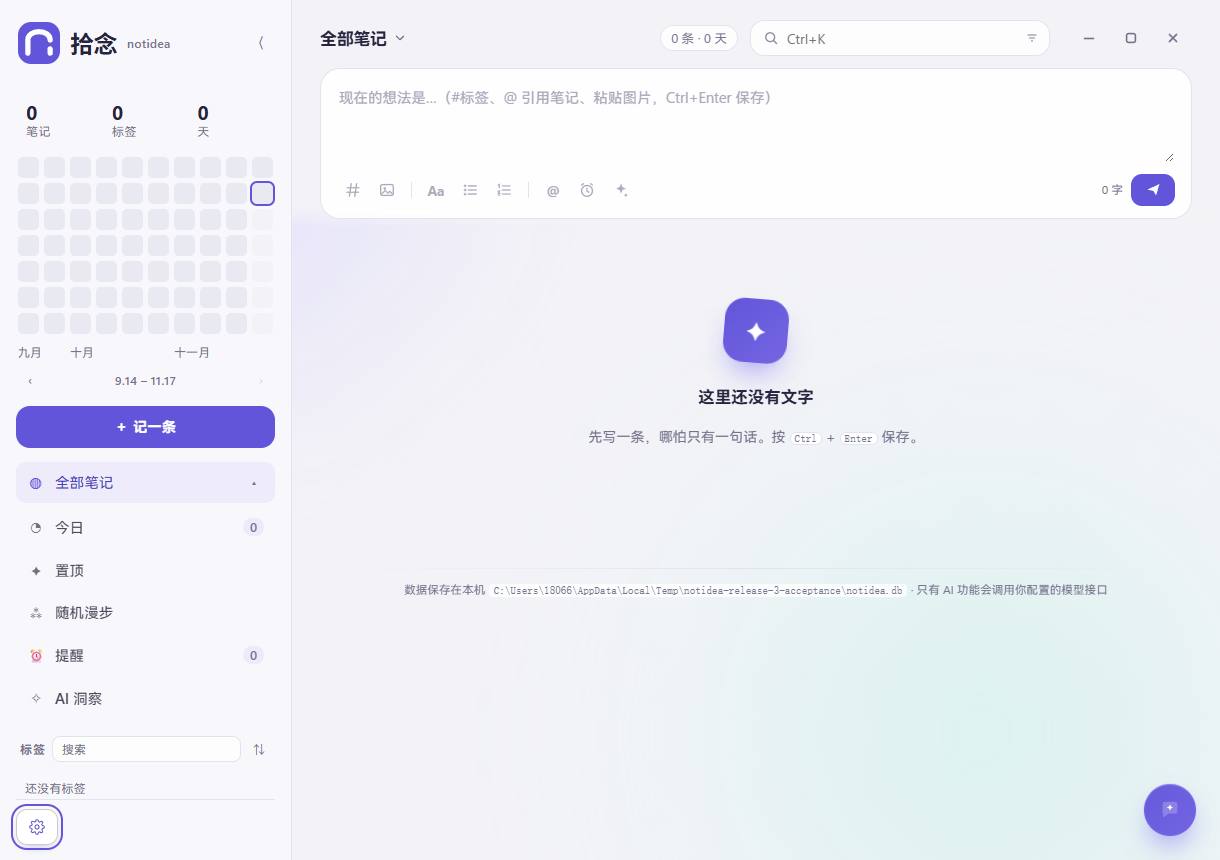 拾念 notidea
0 0 0
笔记 标签 天
九月 十月 十一月
9.14 – 11.17
+ 记一条
全部笔记
今日 0
置顶
随机漫步
提醒 0
AI 洞察
标签 搜索
还没有标签
全部笔记
0 条 · 0 天
Ctrl+K
现在的想法是...（#标签、@ 引用笔记、粘贴图片，Ctrl+Enter 保存）
Aa @
0 字
这里还没有文字
先写一条，哪怕只有一句话。按 Ctrl + Enter 保存。
数据保存在本机 C:\Users\18066\AppData\Local\Temp\notidea-release-3-acceptance\notidea.db · 只有 AI 功能会调用你配置的模型接口